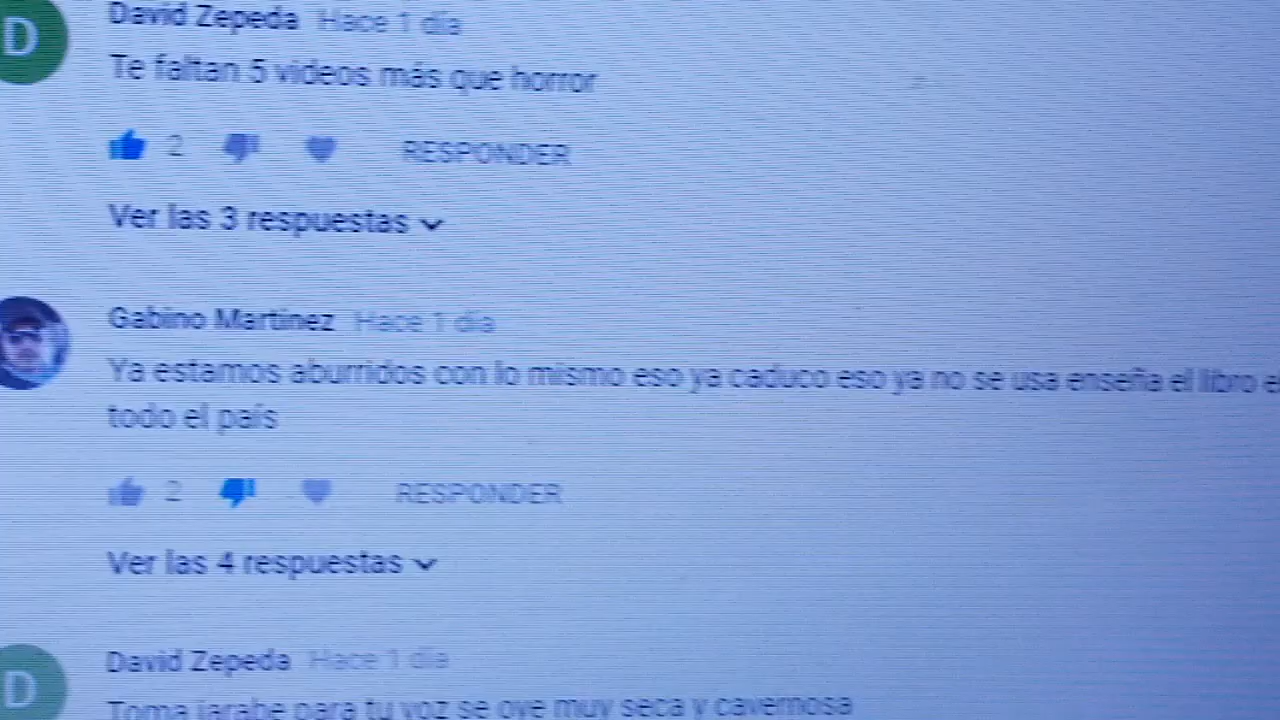 D
David Zepeda Hace 1 día
Te faltan 5 videos más que horror
2 RESPONDER
Ver las 3 respuestas
Gabino Martinez Hace 1 día
Ya estamos aburridos con lo mismo eso ya caduco eso ya no se usa enseña el libro
todo el país
2 RESPONDER
Ver las 4 respuestas
D
David Zepeda Hace 1 día
Toma jarabe para tu voz se oye muy seca y cavernosa